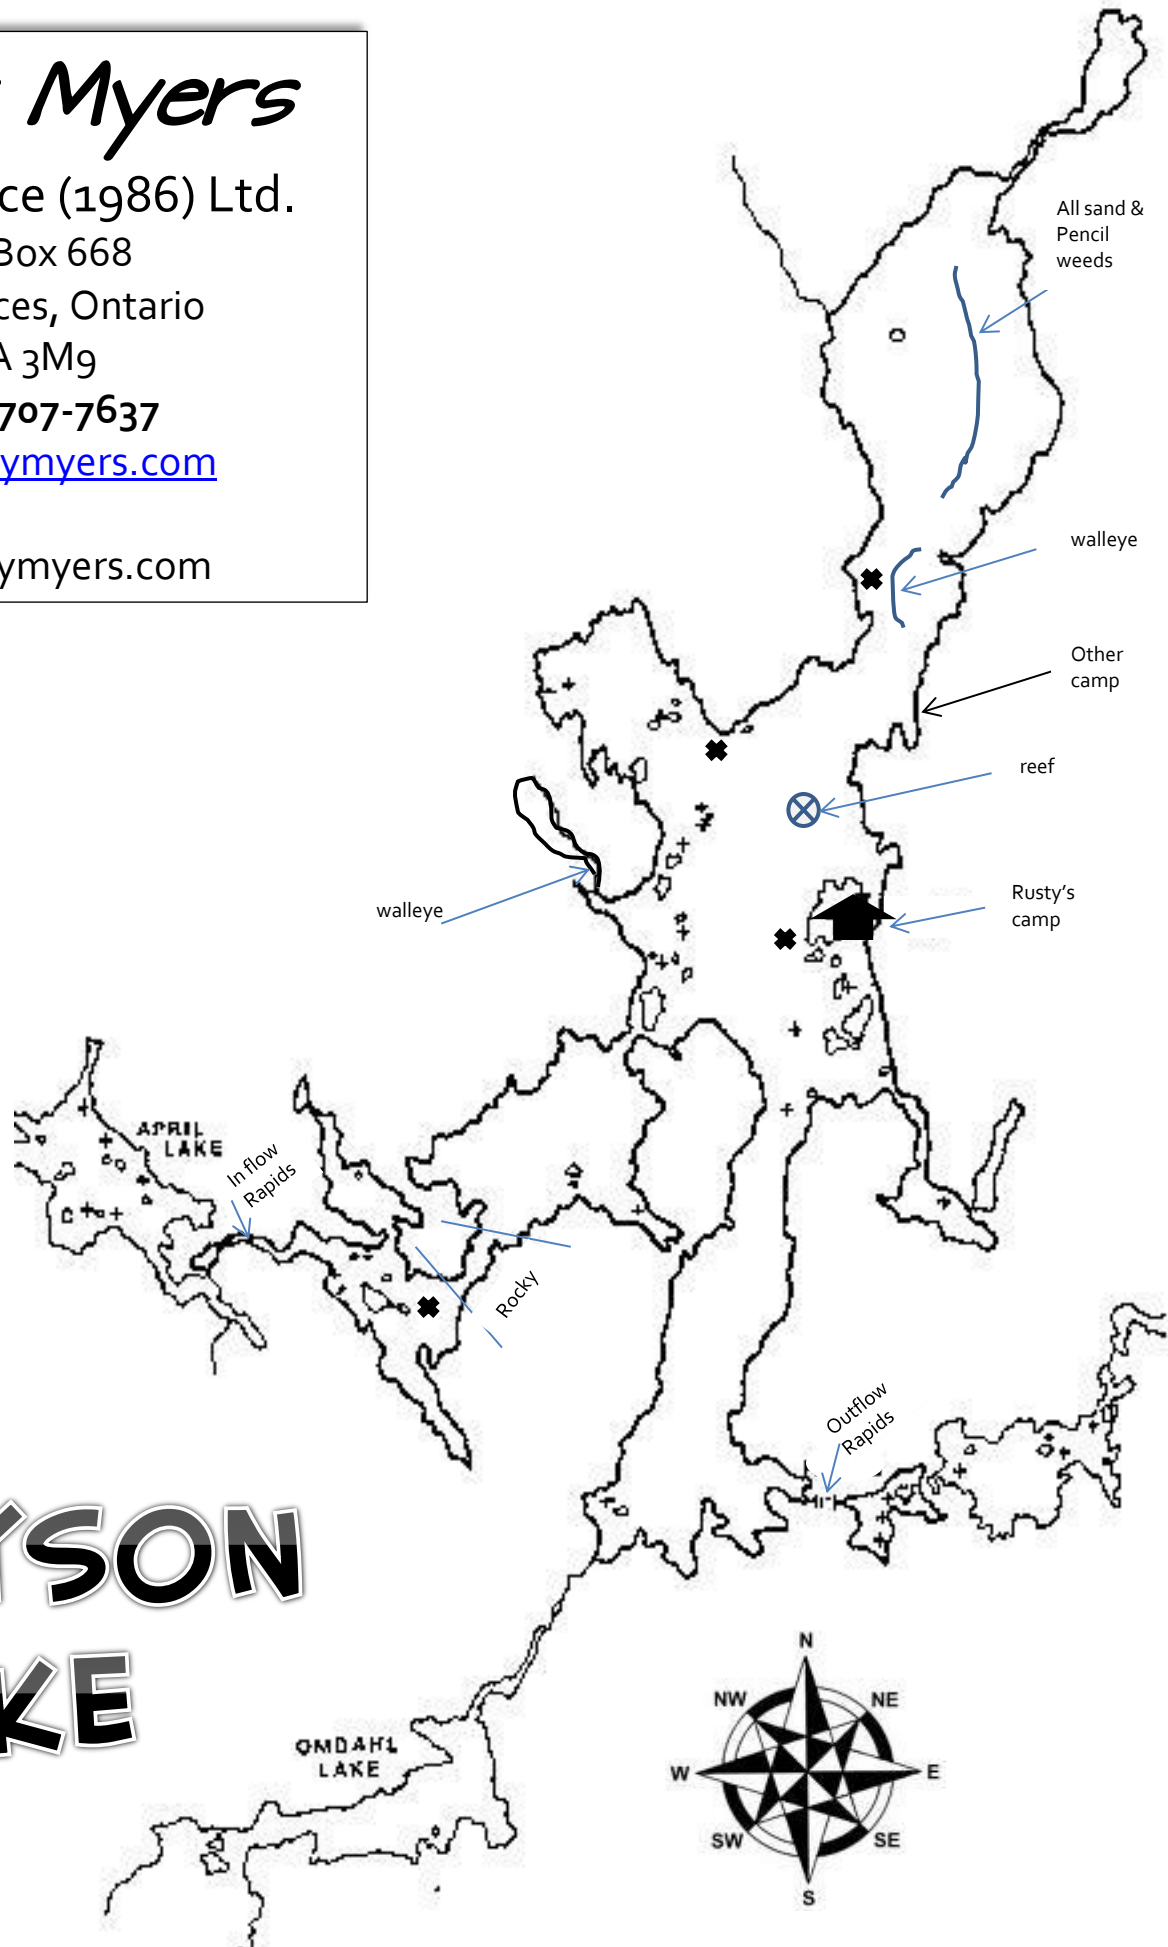 Myers
ce (1986) Ltd.
Box 668
ces, Ontario
A 3M9
707-7637
ymyers.com
ymyers.com
All sand &
Pencil
weeds
walleye
Other
camp
reef
Rusty's
camp
walleye
APRIL
LAKE
In flow
Rapids
Rocky
Outflow
Rapids
YSON
KE
OMDAHL
LAKE
N
NW
NE
W
E
SW
SE
S